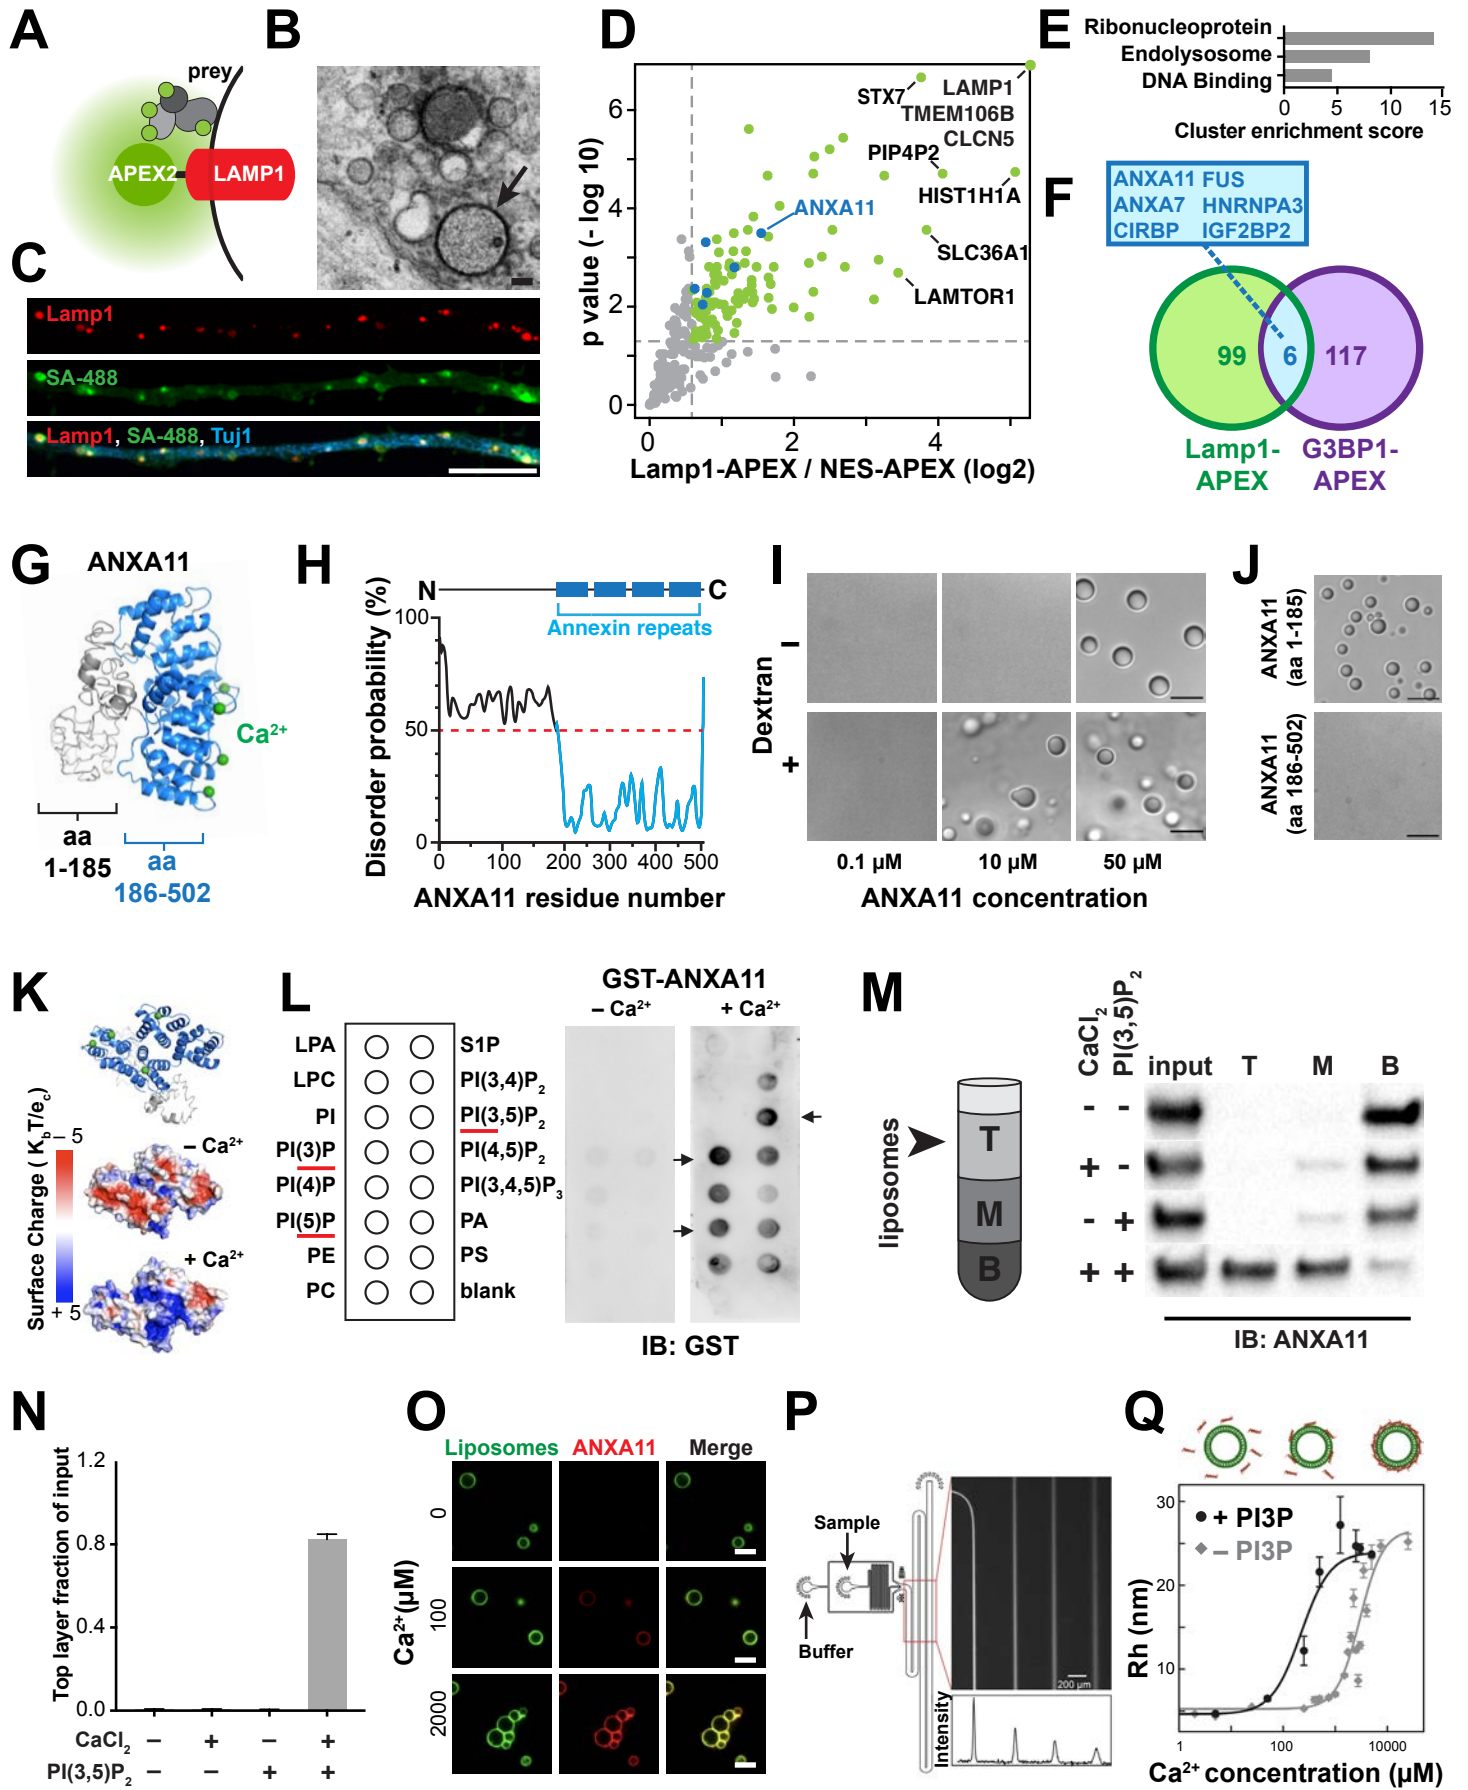 A
prey
APEX2
LAMP1
B
C
Lamp1
SA-488
Lamp1, SA-488, Tuj1
D
p value (- log 10)
6
4
2
0
0
2
4
Lamp1-APEX / NES-APEX (log2)
STX7
LAMP1
TMEM106B
CLCN5
PIP4P2
HIST1H1A
ANXA11
SLC36A1
LAMTOR1
E
Ribonucleoprotein
Endolysosome
DNA Binding
0 5 10 15
Cluster enrichment score
F
ANXA11 FUS
ANXA7 HNRNPA3
CIRBP IGF2BP2
99
6
117
Lamp1-
APEX
G3BP1-
APEX
G
ANXA11
Ca²⁺
aa
1-185
aa
186-502
H
N
C
Annexin repeats
Disorder probability (%)
100
50
0
0 100 200 300 400 500
ANXA11 residue number
I
Dextran
–
+
0.1 µM
10 µM
50 µM
ANXA11 concentration
J
ANXA11
(aa 1-185)
ANXA11
(aa 186-502)
K
Surface Charge ( K_bT/e_c)
– 5
+ 5
– Ca²⁺
+ Ca²⁺
L
GST-ANXA11
– Ca²⁺
+ Ca²⁺
LPA
S1P
LPC
PI(3,4)P₂
PI
PI(3,5)P₂
PI(3)P
PI(4,5)P₂
PI(4)P
PI(3,4,5)P₃
PI(5)P
PA
PE
PS
PC
blank
IB: GST
M
liposomes
T
M
B
CaCl₂
PI(3,5)P₂
input T M B
- -
+ -
- +
+ +
IB: ANXA11
N
Top layer fraction of input
1.2
0.8
0.4
0.0
CaCl₂ – + – +
PI(3,5)P₂ – – + +
O
Liposomes
ANXA11
Merge
Ca²⁺(µM)
0
100
2000
P
Sample
Buffer
200 µm
Intensity
Q
+ PI3P
– PI3P
Rh (nm)
30
20
10
1 100 10000
Ca²⁺ concentration (µM)